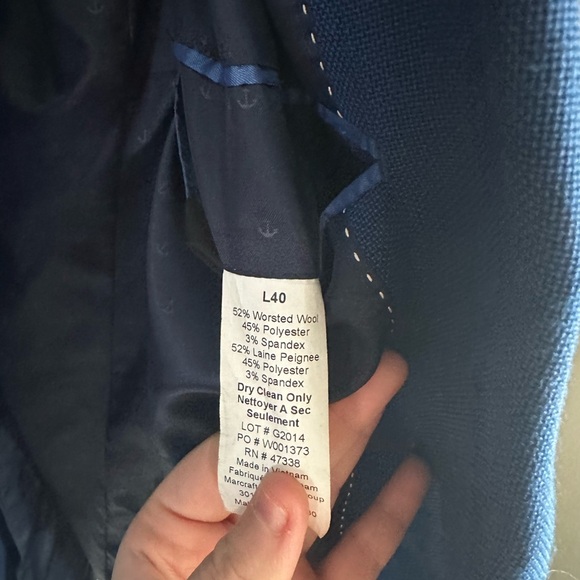 L40
52% Worsted Wool
45% Polyester
3% Spandex
52% Laine Peignee
45% Polyester
3% Spandex
Dry Clean Only
Nettoyer A Sec
Seulement
LOT # G2014
PO # W001373
RN # 47338
Made in Vietnam